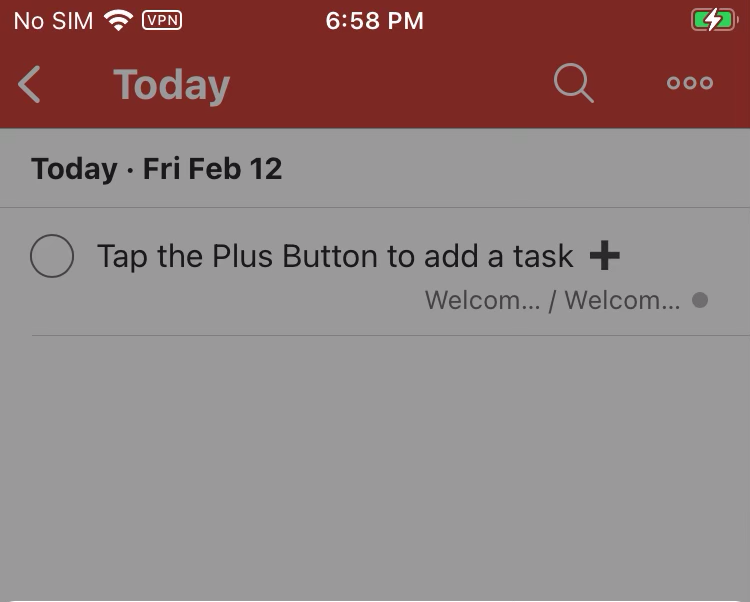 No SIM VPN 6:58 PM
Today
Today · Fri Feb 12
Tap the Plus Button to add a task ➕
Welcom... / Welcom...